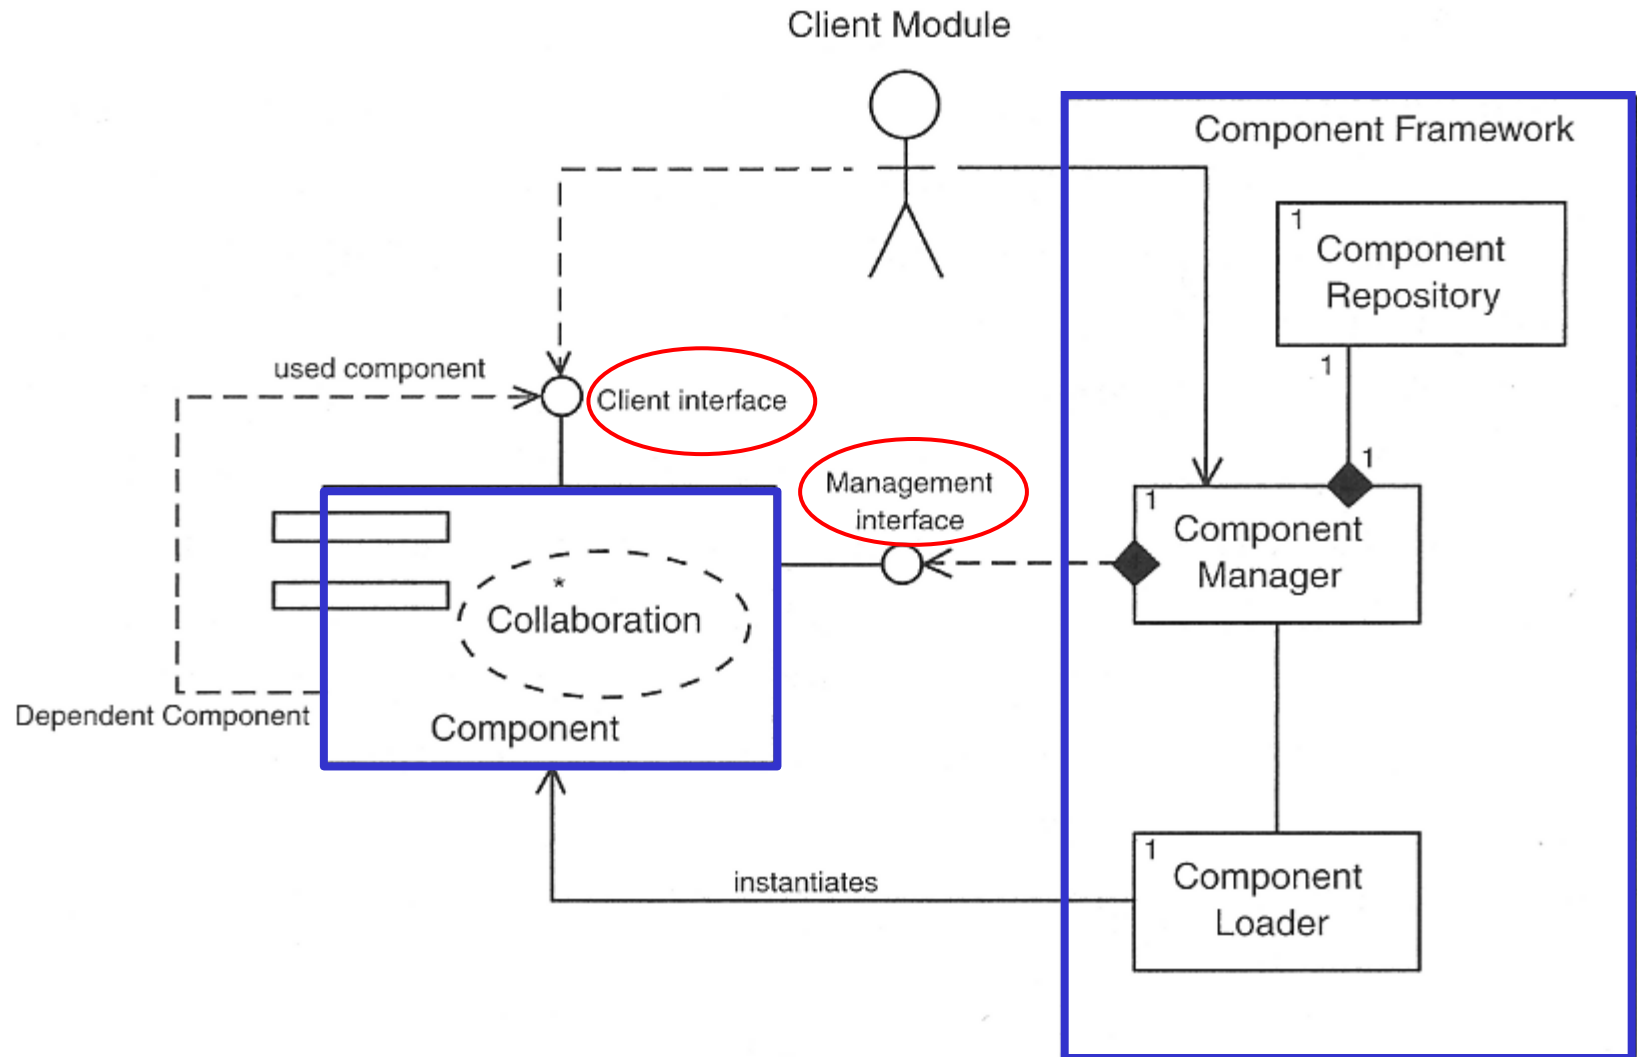 Client Module
Component Framework
1
Component
Repository
1
used component
Client interface
1
Management
interface
1
Component
Manager
*
Collaboration
Dependent Component
Component
1
Component
Loader
instantiates